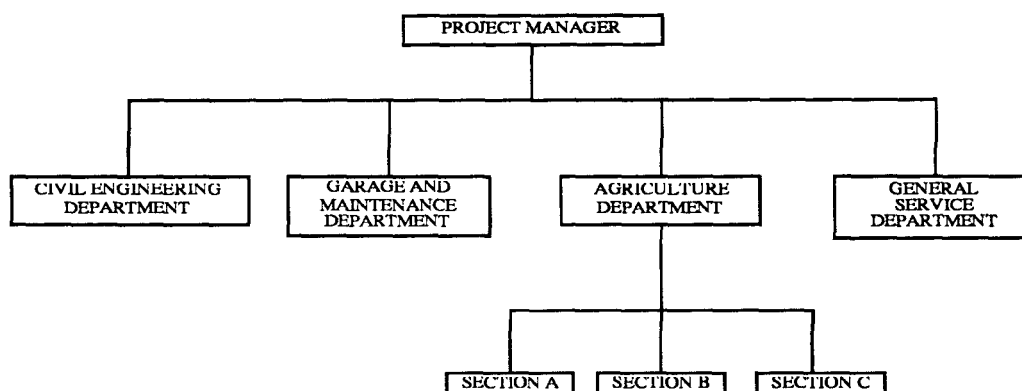 PROJECT MANAGER
CIVIL ENGINEERING
DEPARTMENT
GARAGE AND
MAINTENANCE
DEPARTMENT
AGRICULTURE
DEPARTMENT
GENERAL
SERVICE
DEPARTMENT
SECTION A
SECTION B
SECTION C